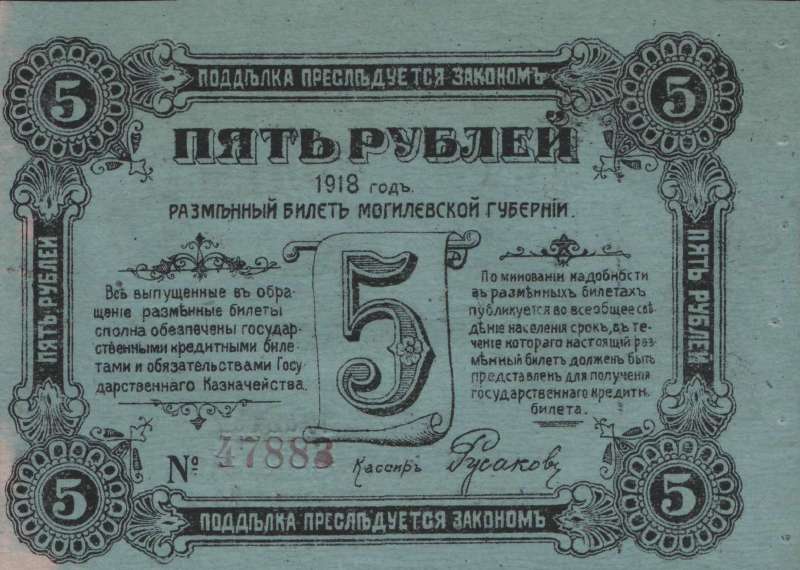 5 ПОДДѢЛКА ПРЕСЛѢДУЕТСЯ ЗАКОНОМЪ 5
ПЯТЬ РУБЛЕЙ
1918 годъ.
РАЗМѢННЫЙ БИЛЕТЪ МОГИЛЕВСКОЙ ГУБЕРНІИ.
ПЯТЬ РУБЛЕЙ
Всѣ выпущенные въ обра-
щеніе размѣнные билеты
сполна обезпечены государ-
ственными кредитными биле-
тами и обязательствами Госу-
дарственнаго Казначейства.
5
По минованіи надобности
въ размѣнныхъ билетахъ
публикуется во всеобщее свѣ-
дѣніе населенія срокъ, въ те-
ченіе котораго настоящій раз-
мѣнный билетъ долженъ быть
представленъ для полученія
государственнаго кредитн.
билета.
ПЯТЬ РУБЛЕЙ
№ 47883
Кассиръ Русаковъ
5 ПОДДѢЛКА ПРЕСЛѢДУЕТСЯ ЗАКОНОМЪ 5